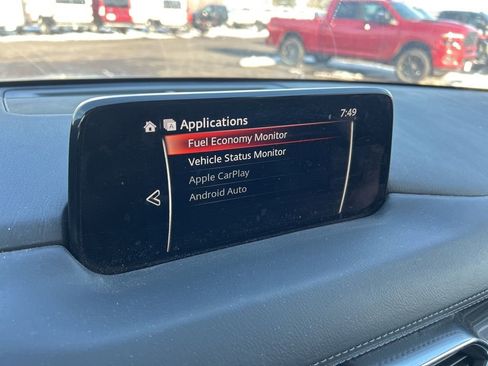 Applications 7:49
Fuel Economy Monitor
Vehicle Status Monitor
Apple CarPlay
Android Auto